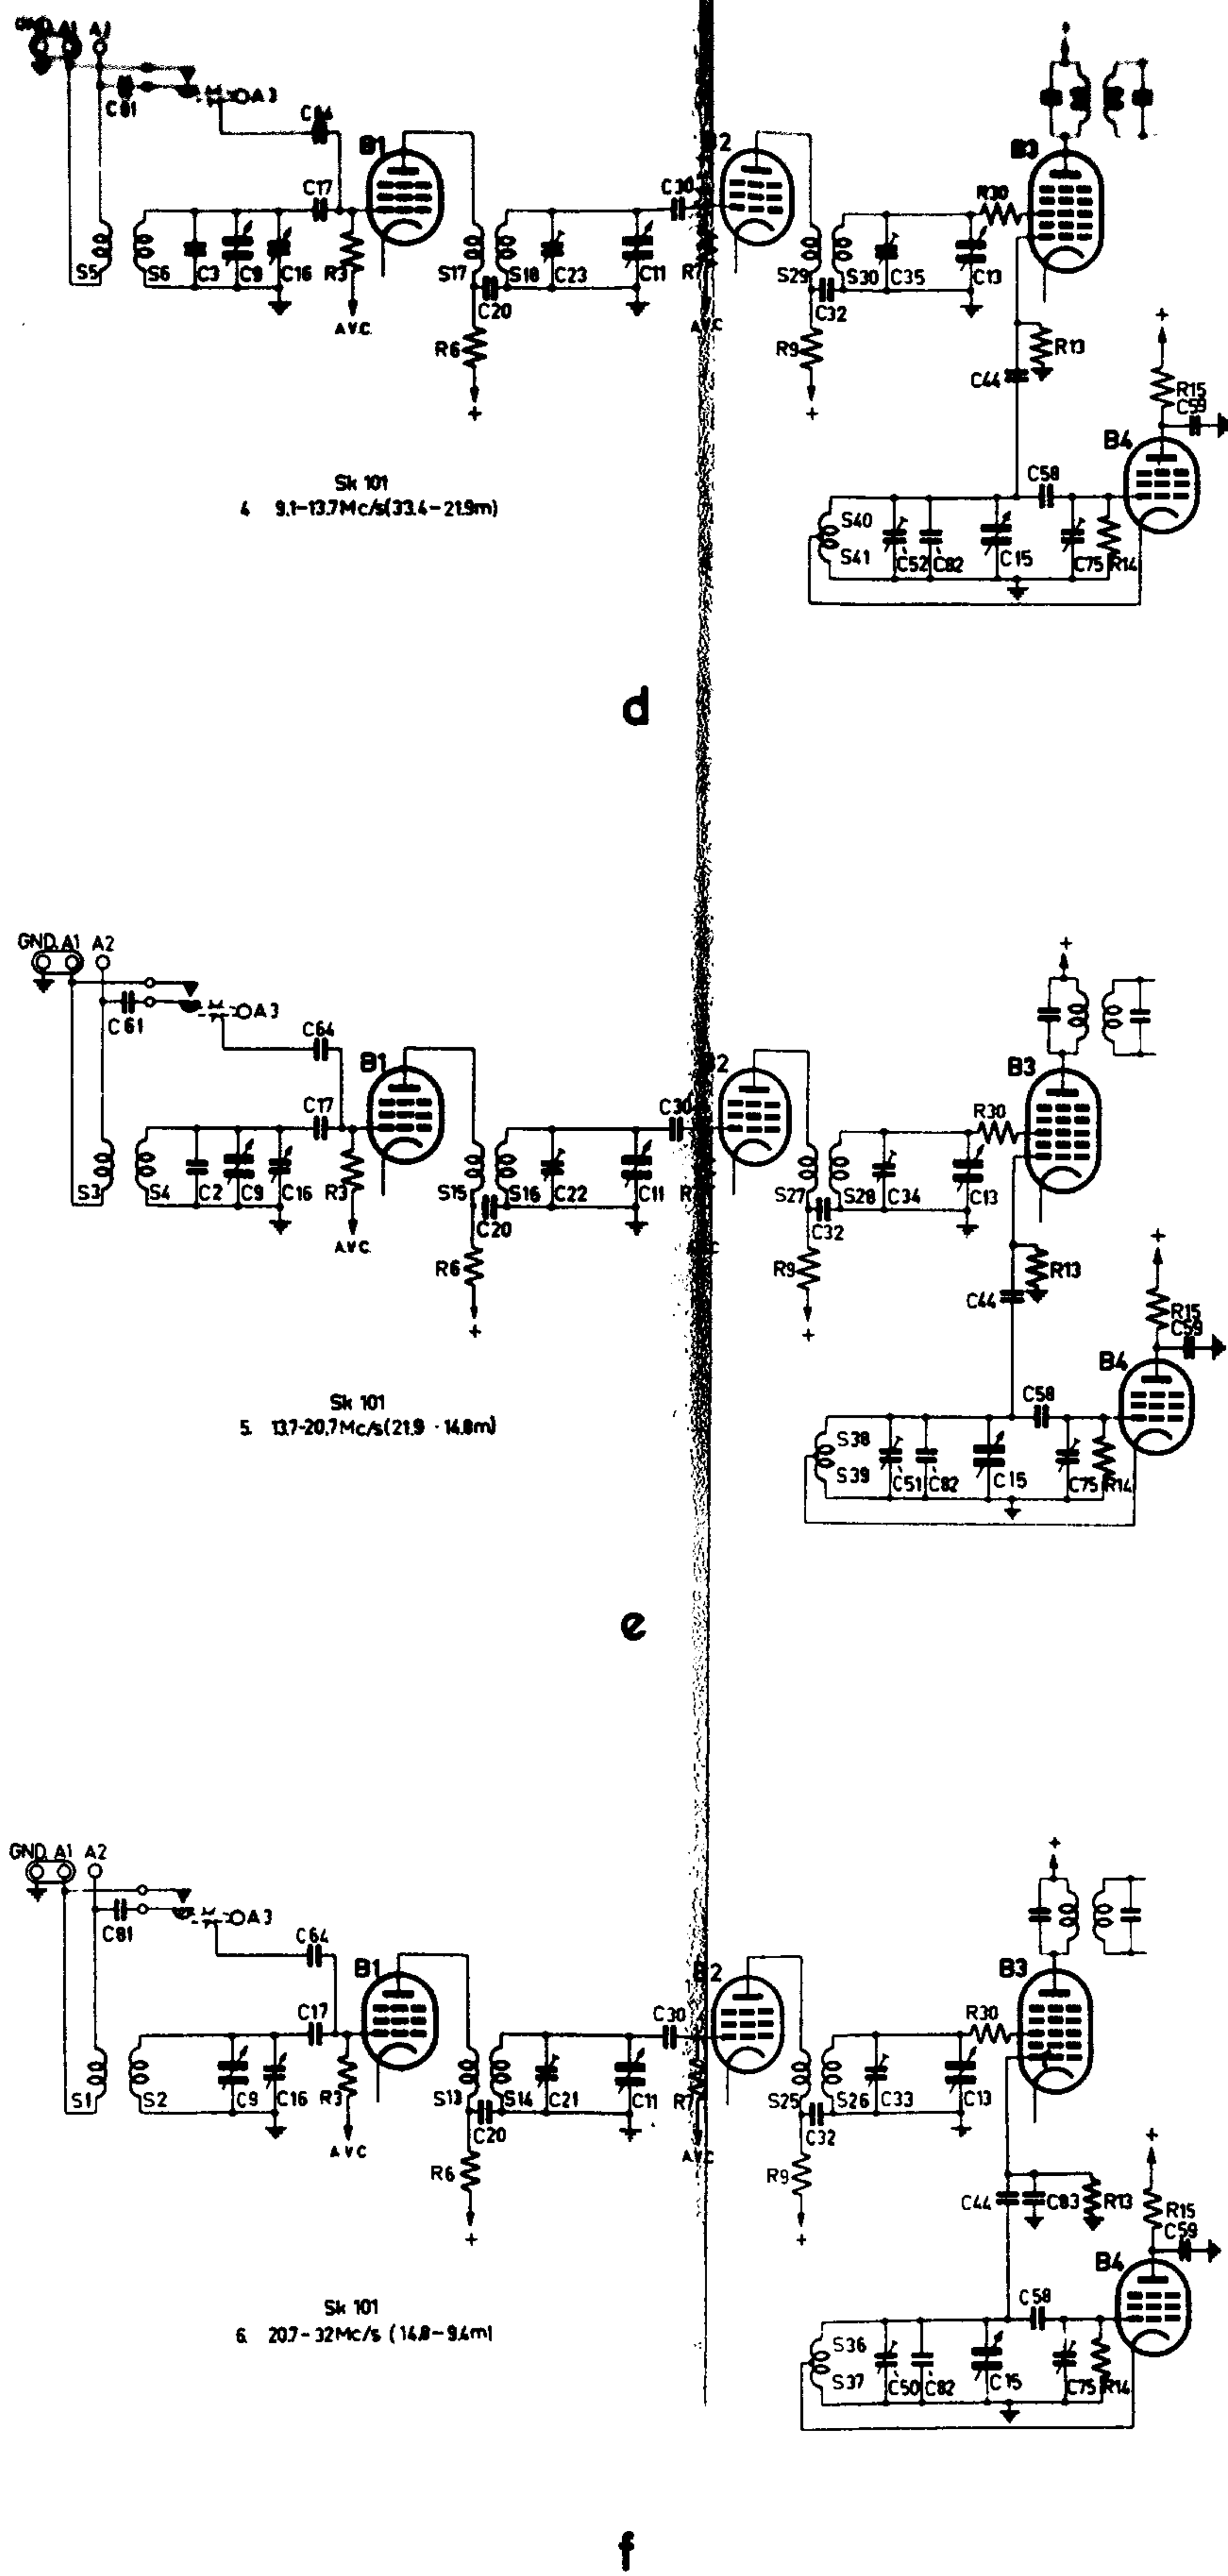 GND A1 A2
C81
A3
C64
B1
B2
B3
C17
C30
R30
S5 S6 C3 C9 C16 R3
S17 S18 C23 C11 R7
S29 S30 C35 C13
A.V.C.
C20
C32
R6
R9
+
+
R13
C44
+
R15
C59
B4
C58
S40
S41
C52 C82 C15 C75 R14
Sk 101
4 9.1-13.7Mc/s(33.4-21.9m)
d
GND. A1 A2
C61
A3
C64
B1
B2
B3
+
C17
C30
R30
S3 S4 C2 C9 C16 R3
S15 S16 C22 C11
S27 S28 C34 C13
A.V.C.
C20
C32
R6
R9
+
+
R13
C44
+
R15
C59
B4
C58
S38
S39
C51 C82 C15 C75 R14
Sk 101
5. 13.7-20.7Mc/s(21.9 - 14.8m)
e
GND. A1 A2
C81
A3
C64
B1
B2
B3
+
C17
C30
R30
S1 S2 C9 C16 R3
S13 S14 C21 C11 R7
S25 S26 C33 C13
A.V.C
A.V.C
C20
C32
R6
R9
+
+
C44 C83 R13
+
R15
C59
B4
C58
S36
S37
C50 C82 C15 C75 R14
Sk 101
6. 20.7-32Mc/s (14.8-9.4m)
f